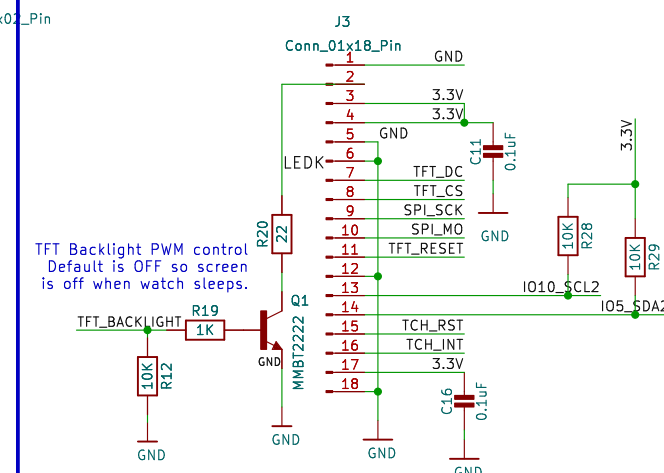 x02_Pin
J3
Conn_01x18_Pin
1
GND
2
3
3.3V
4
3.3V
5
GND
6
LEDK
7
TFT_DC
8
TFT_CS
9
SPI_SCK
10
SPI_MO
11
TFT_RESET
12
13
IO10_SCL2
14
IO5_SDA2
15
TCH_RST
16
TCH_INT
17
3.3V
18
C11
0.1uF
GND
3.3V
R28
10K
R29
10K
R20
22
TFT Backlight PWM control
Default is OFF so screen
is off when watch sleeps.
TFT_BACKLIGHT
R19
1K
Q1
MMBT2222
GND
R12
10K
GND
GND
GND
C16
0.1uF
GND